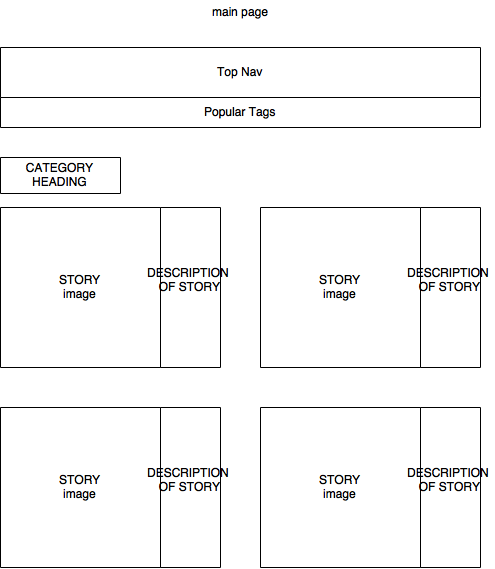 main page
Top Nav
Popular Tags
CATEGORY
HEADING
STORY
image
DESCRIPTION
OF STORY
STORY
image
DESCRIPTION
OF STORY
STORY
image
DESCRIPTION
OF STORY
STORY
image
DESCRIPTION
OF STORY